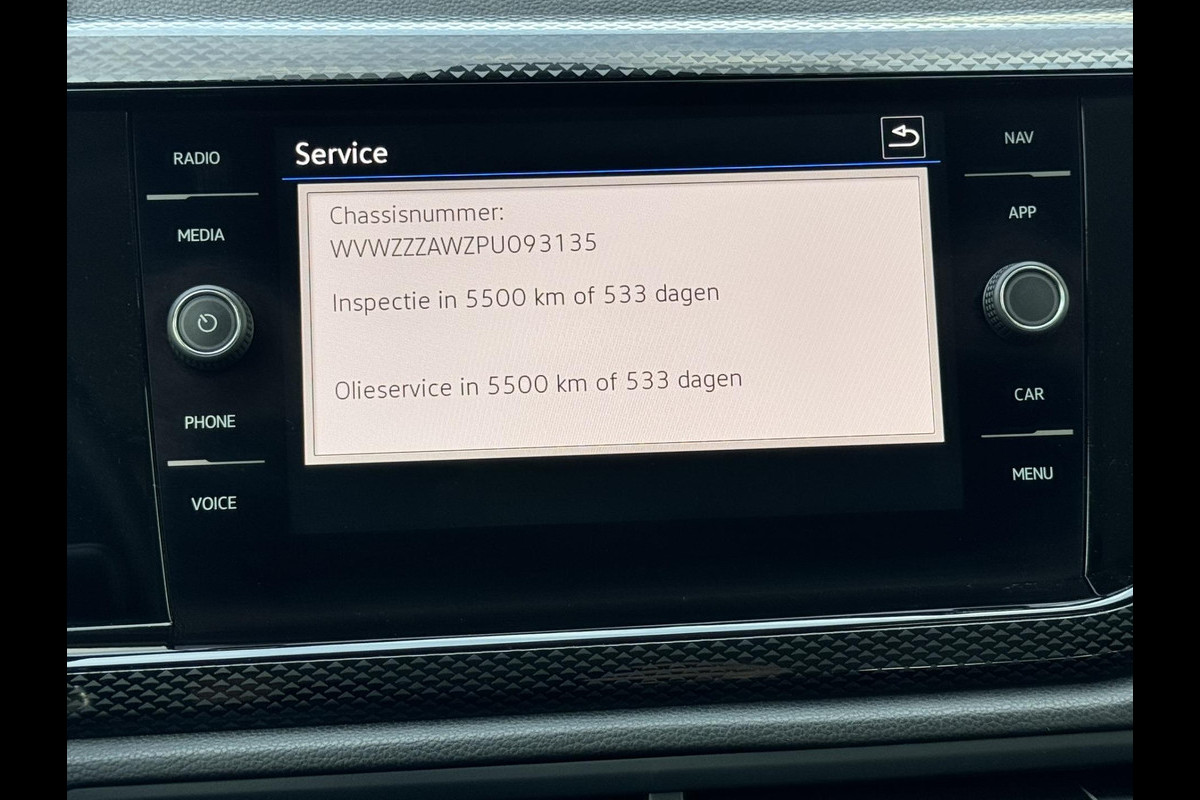 Service
RADIO
MEDIA
PHONE
VOICE
Chassisnummer:
WVWZZZAWZPU093135
Inspectie in 5500 km of 533 dagen
Olieservice in 5500 km of 533 dagen
NAV
APP
CAR
MENU